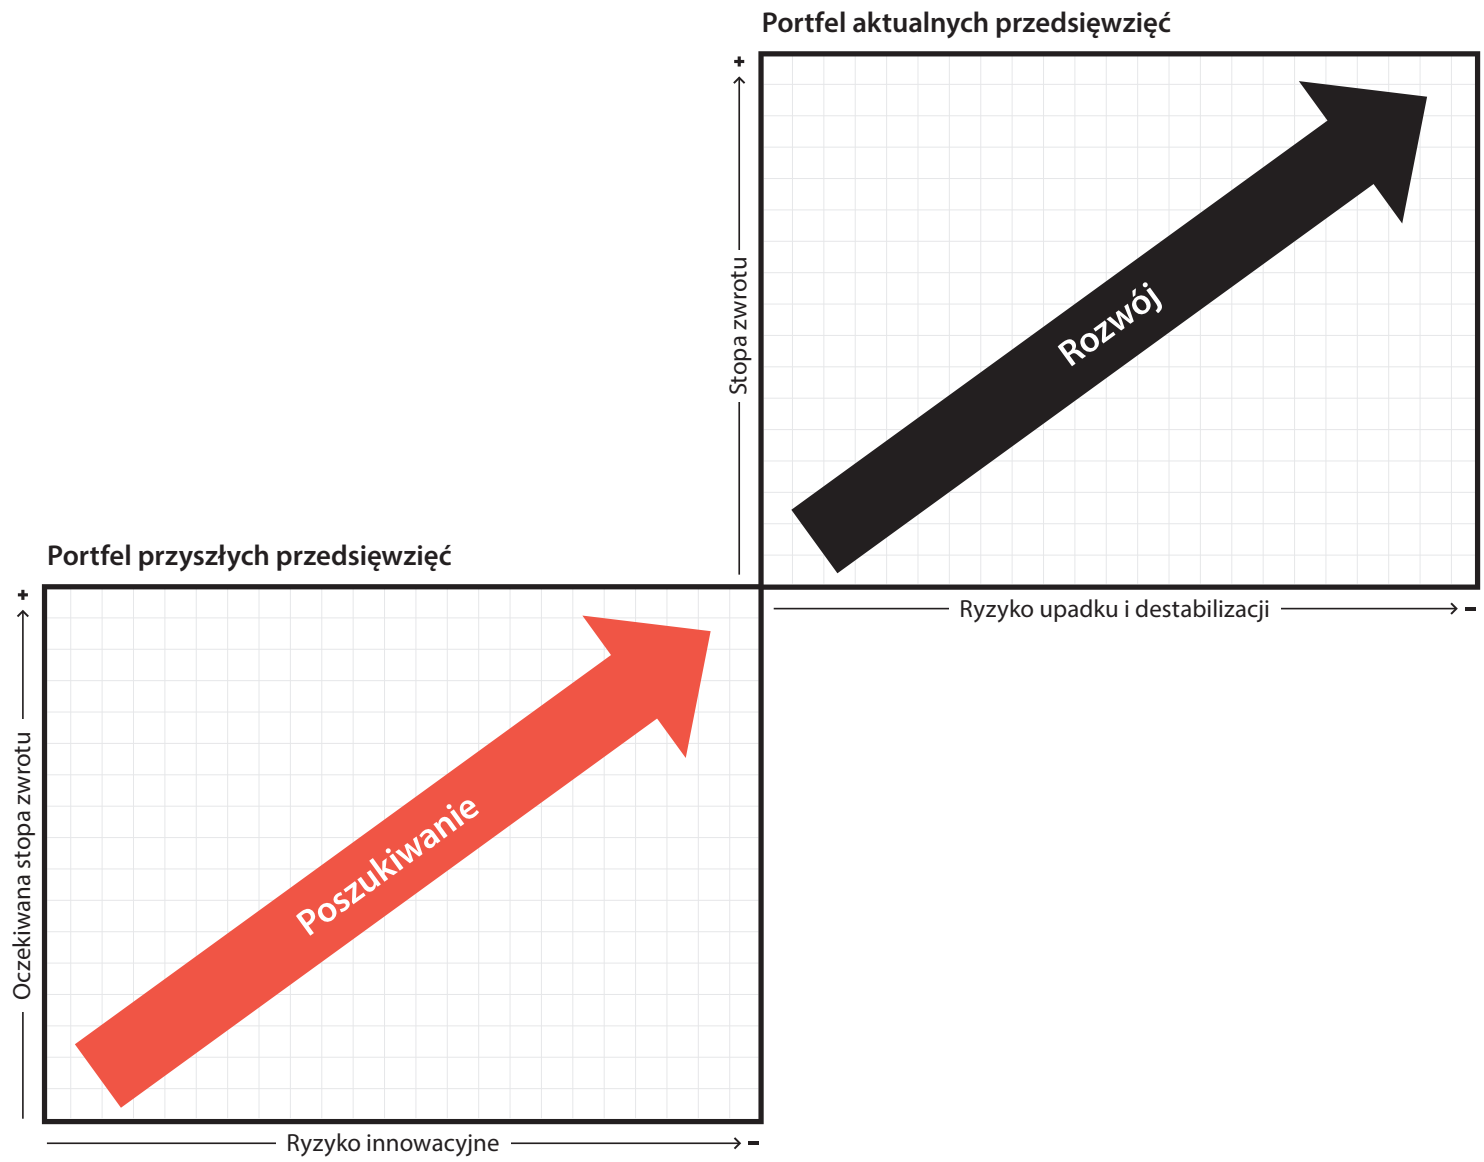 Portfel aktualnych przedsięwzięć
+
Stopa zwrotu
Rozwój
Ryzyko upadku i destabilizacji
-
Portfel przyszłych przedsięwzięć
+
Oczekiwana stopa zwrotu
Poszukiwanie
Ryzyko innowacyjne
-